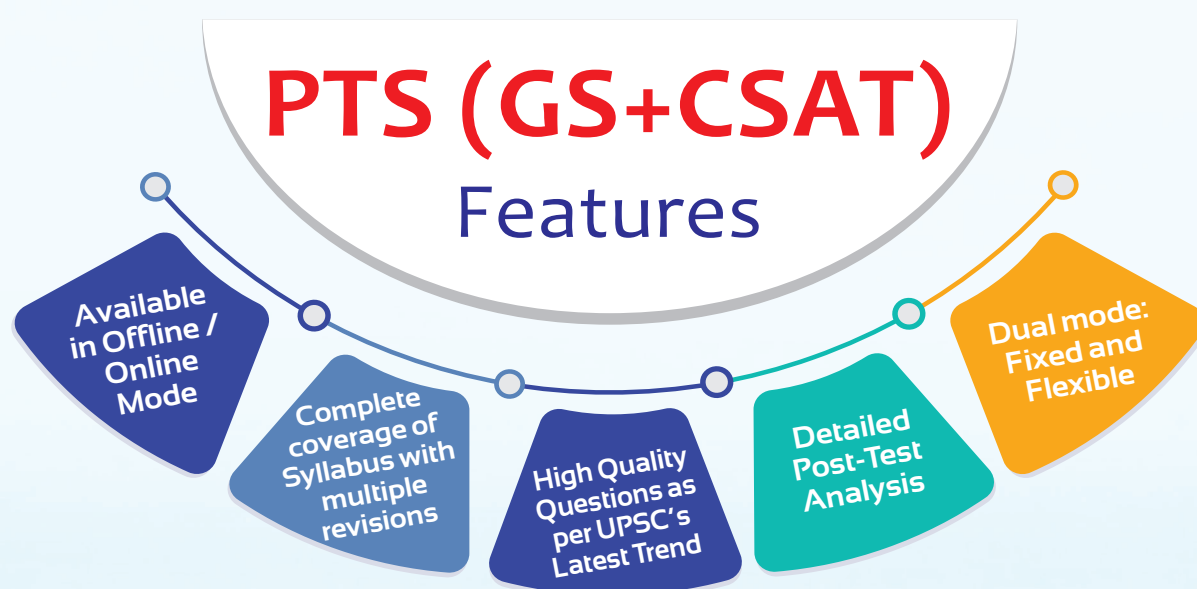 PTS (GS+CSAT)
Features
Available
in Offline /
Online
Mode
Complete
coverage of
Syllabus with
multiple
revisions
High Quality
Questions as
per UPSC's
Latest Trend
Detailed
Post-Test
Analysis
Dual mode:
Fixed and
Flexible